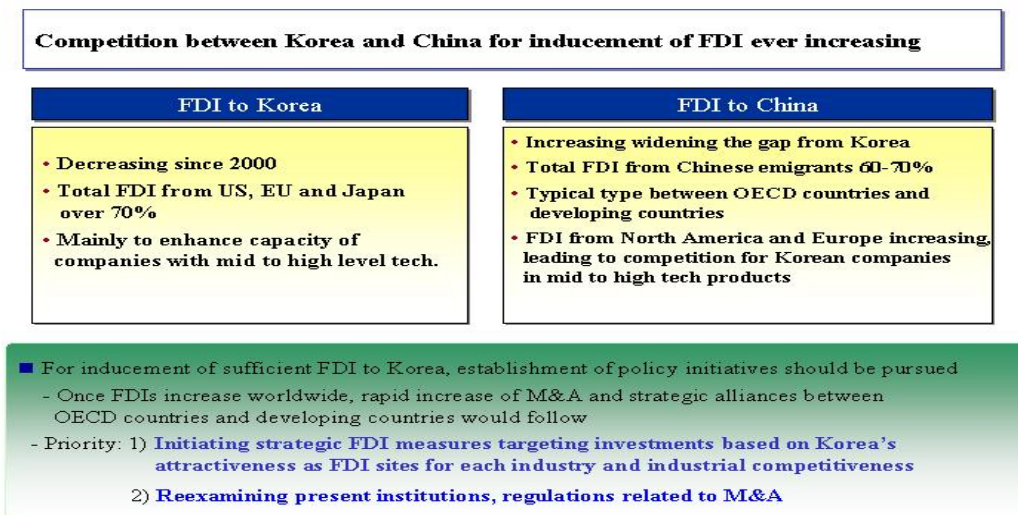 Competition between Korea and China for inducement of FDI ever increasing
FDI to Korea
• Decreasing since 2000
• Total FDI from US, EU and Japan
over 70%
• Mainly to enhance capacity of
companies with mid to high level tech.
FDI to China
• Increasing widening the gap from Korea
• Total FDI from Chinese emigrants 60-70%
• Typical type between OECD countries and
developing countries
• FDI from North America and Europe increasing,
leading to competition for Korean companies
in mid to high tech products
■ For inducement of sufficient FDI to Korea, establishment of policy initiatives should be pursued
- Once FDIs increase worldwide, rapid increase of M&A and strategic alliances between
OECD countries and developing countries would follow
- Priority: 1) Initiating strategic FDI measures targeting investments based on Korea's
attractiveness as FDI sites for each industry and industrial competitiveness
2) Reexamining present institutions, regulations related to M&A